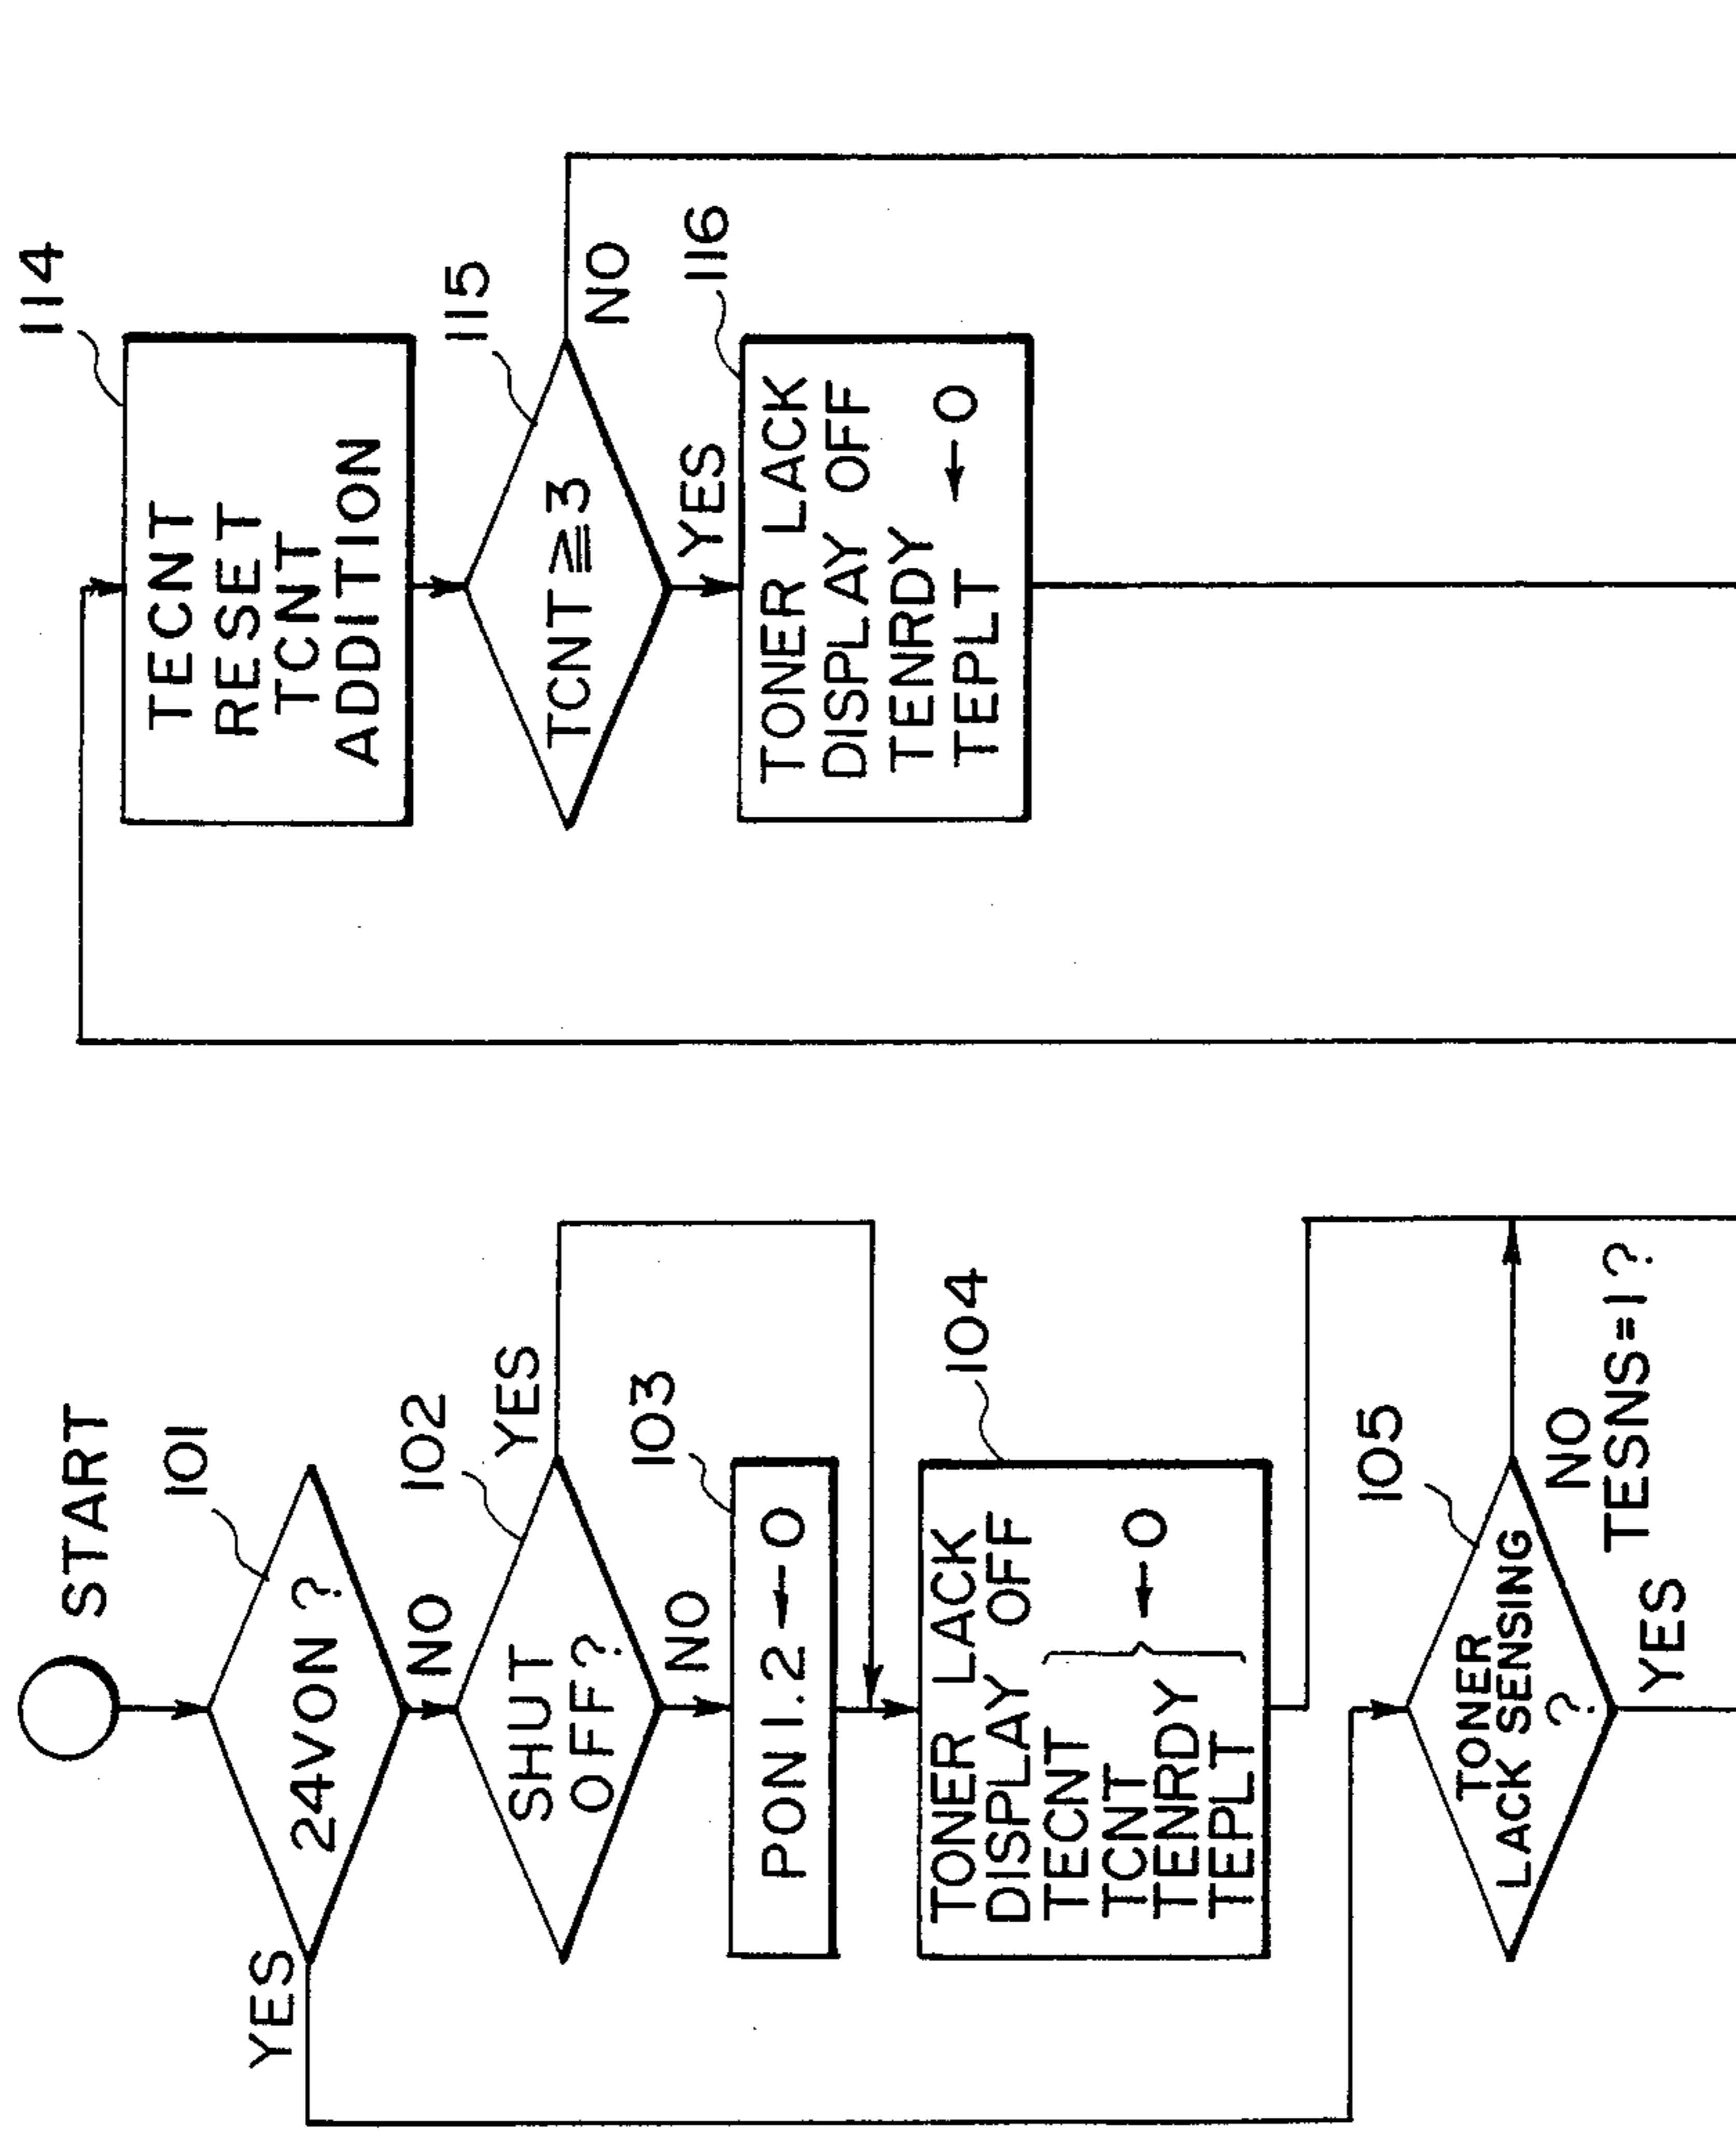 START
101
24VON ?
YES
NO
102
SHUT
OFF?
YES
NO
103
PON 1.2 ← 0
104
TONER LACK
DISPLAY OFF
TECNT
TCNT
TENRDY
TEPLT
← 0
105
TONER
LACK SENSING
?
NO
TESNS=1?
YES
114
TECNT
RESET
TCNT
ADDITION
115
TCNT≧3
NO
YES
116
TONER LACK
DISPLAY OFF
TENRDY
TEPLT ← 0